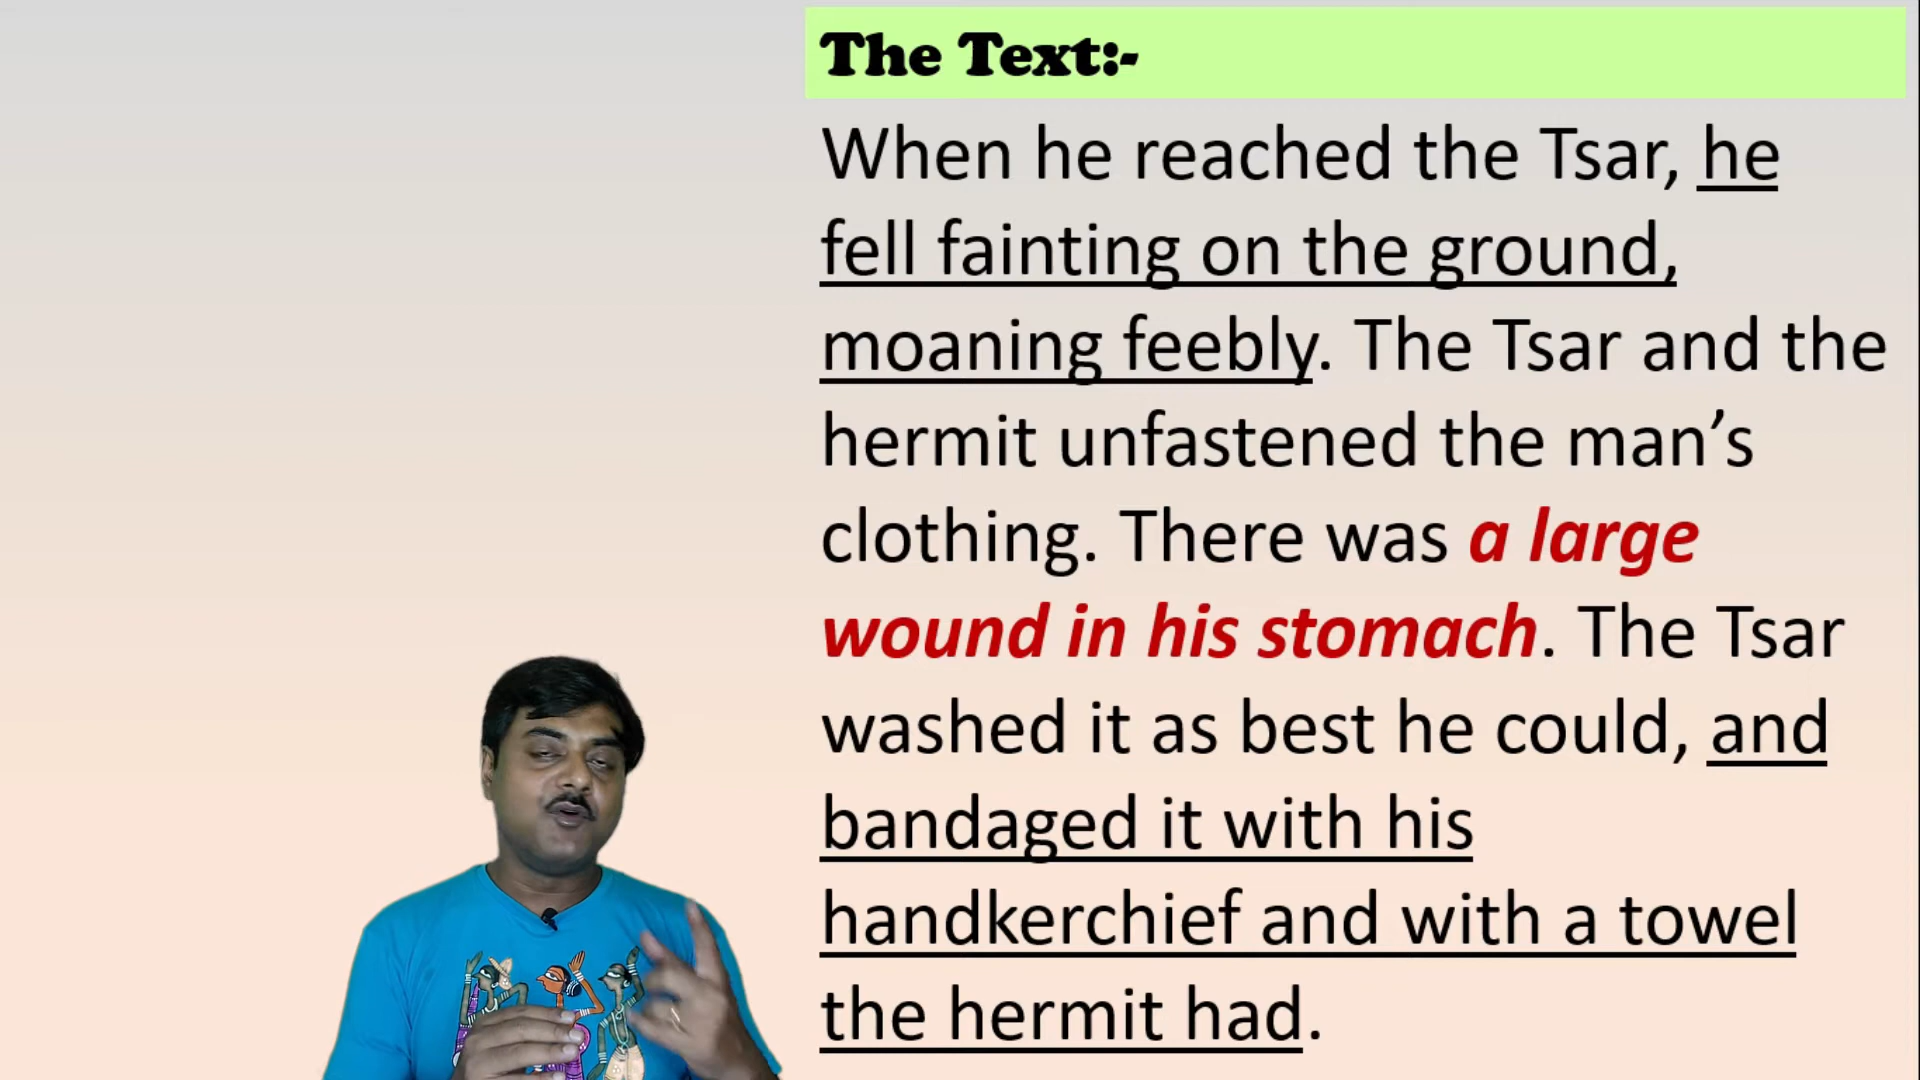 The Text:-
When he reached the Tsar, he
fell fainting on the ground,
moaning feebly. The Tsar and the
hermit unfastened the man’s
clothing. There was a large
wound in his stomach. The Tsar
washed it as best he could, and
bandaged it with his
handkerchief and with a towel
the hermit had.